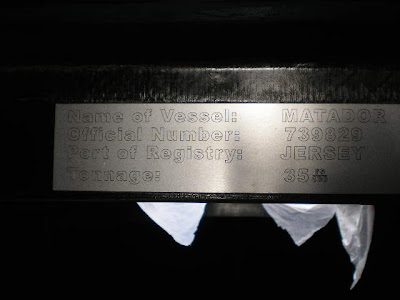 Name of Vessel: MATADOR
Official Number: 739829
Port of Registry: JERSEY
Tonnage: 35